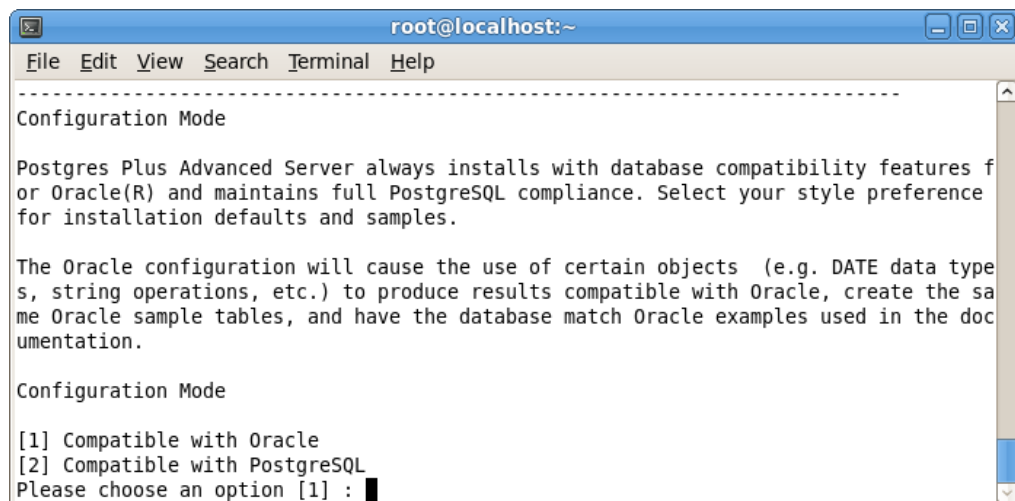 root@localhost:~
File Edit View Search Terminal Help
----------------------------------------------------------------------------
Configuration Mode
Postgres Plus Advanced Server always installs with database compatibility features f
or Oracle(R) and maintains full PostgreSQL compliance. Select your style preference
for installation defaults and samples.
The Oracle configuration will cause the use of certain objects  (e.g. DATE data type
s, string operations, etc.) to produce results compatible with Oracle, create the sa
me Oracle sample tables, and have the database match Oracle examples used in the doc
umentation.
Configuration Mode
[1] Compatible with Oracle
[2] Compatible with PostgreSQL
Please choose an option [1] :